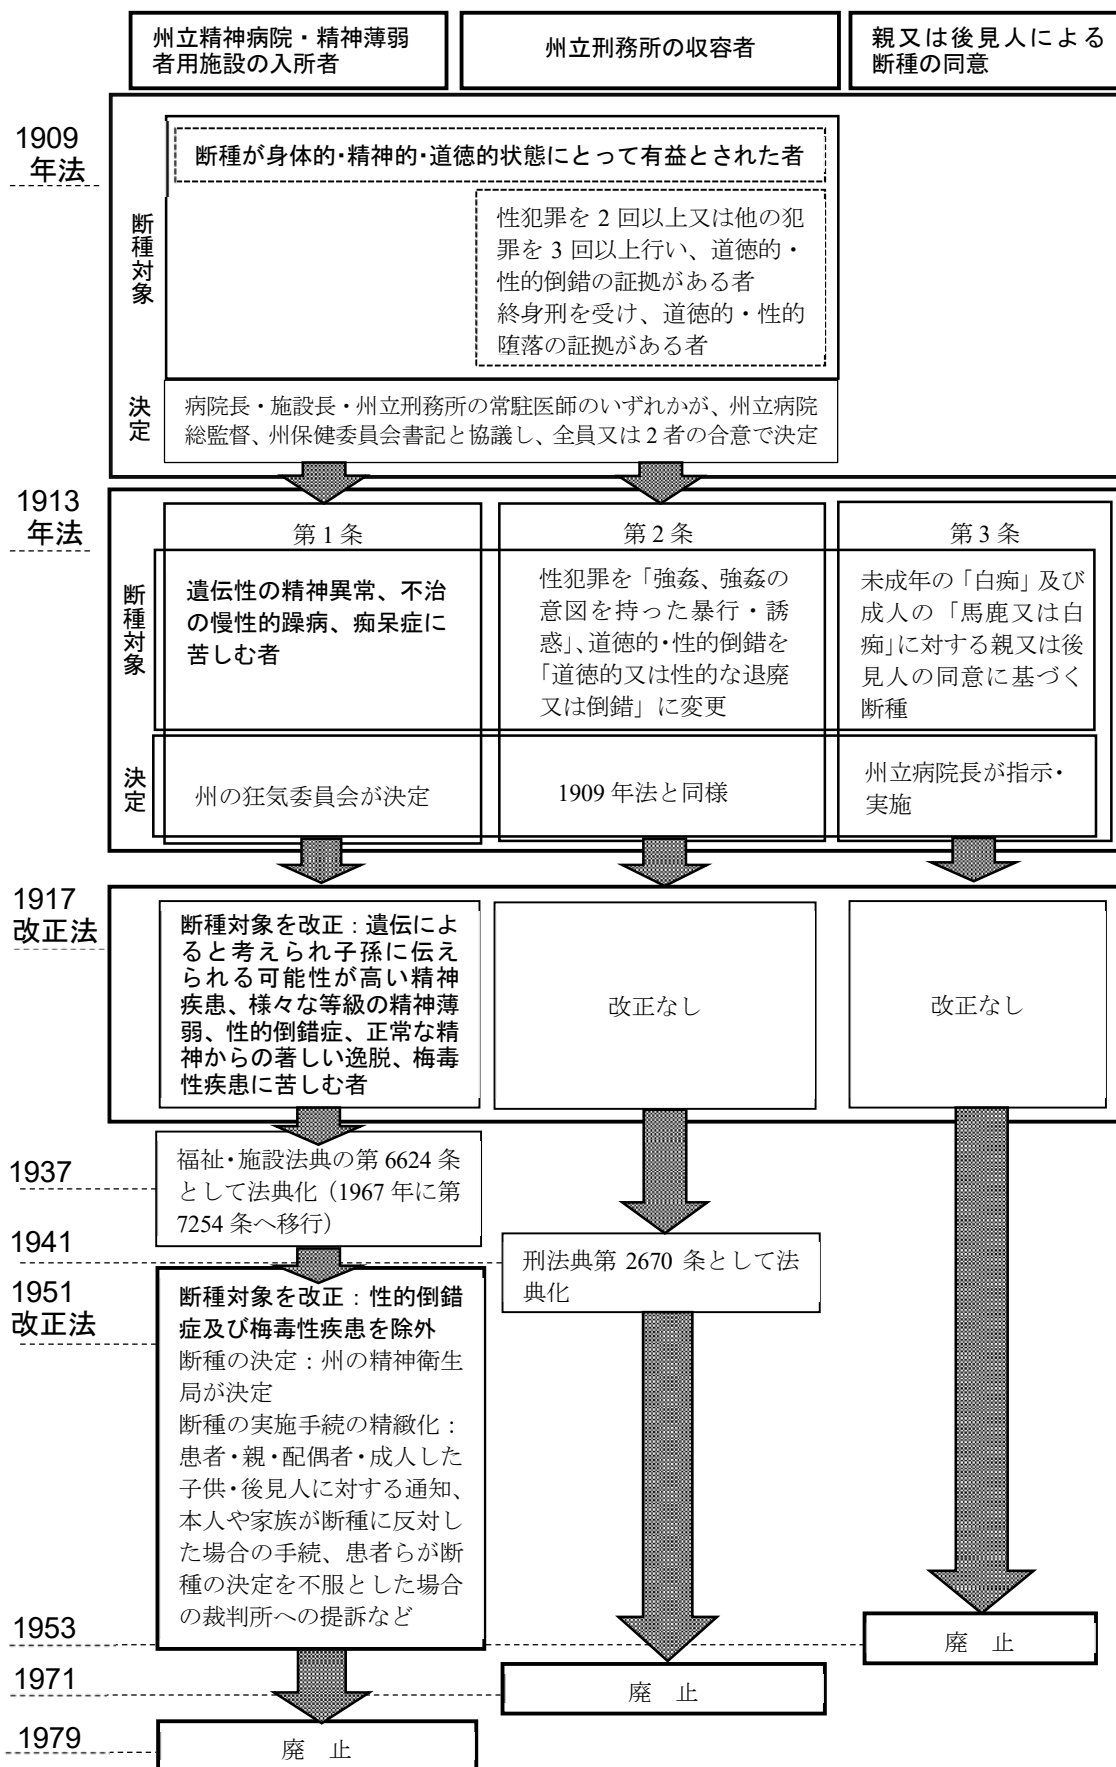 州立精神病院・精神薄弱
者用施設の入所者
州立刑務所の収容者
親又は後見人による
断種の同意
1909
年法
断種対象
断種が身体的･精神的･道徳的状態にとって有益とされた者
性犯罪を 2 回以上又は他の犯
罪を 3 回以上行い、道徳的・
性的倒錯の証拠がある者
終身刑を受け、道徳的・性的
堕落の証拠がある者
決定
病院長・施設長・州立刑務所の常駐医師のいずれかが、州立病院
総監督、州保健委員会書記と協議し、全員又は 2 者の合意で決定
1913
年法
断種対象
第 1 条
遺伝性の精神異常、不治
の慢性的躁病、痴呆症に
苦しむ者
第 2 条
性犯罪を「強姦、強姦の
意図を持った暴行・誘
惑」、道徳的･性的倒錯を
「道徳的又は性的な退廃
又は倒錯」に変更
第 3 条
未成年の「白痴」及び
成人の「馬鹿又は白
痴」に対する親又は後
見人の同意に基づく
断種
決定
州の狂気委員会が決定
1909 年法と同様
州立病院長が指示・
実施
1917
改正法
断種対象を改正：遺伝によ
ると考えられ子孫に伝え
られる可能性が高い精神
疾患、様々な等級の精神薄
弱、性的倒錯症、正常な精
神からの著しい逸脱、梅毒
性疾患に苦しむ者
改正なし
改正なし
1937
福祉・施設法典の第 6624 条
として法典化（1967 年に第
7254 条へ移行）
1941
刑法典第 2670 条として法
典化
1951
改正法
断種対象を改正：性的倒錯
症及び梅毒性疾患を除外
断種の決定：州の精神衛生
局が決定
断種の実施手続の精緻化：
患者･親･配偶者･成人した
子供･後見人に対する通知、
本人や家族が断種に反対し
た場合の手続、患者らが断
種の決定を不服とした場合
の裁判所への提訴など
1953
廃　止
1971
廃　止
1979
廃　止